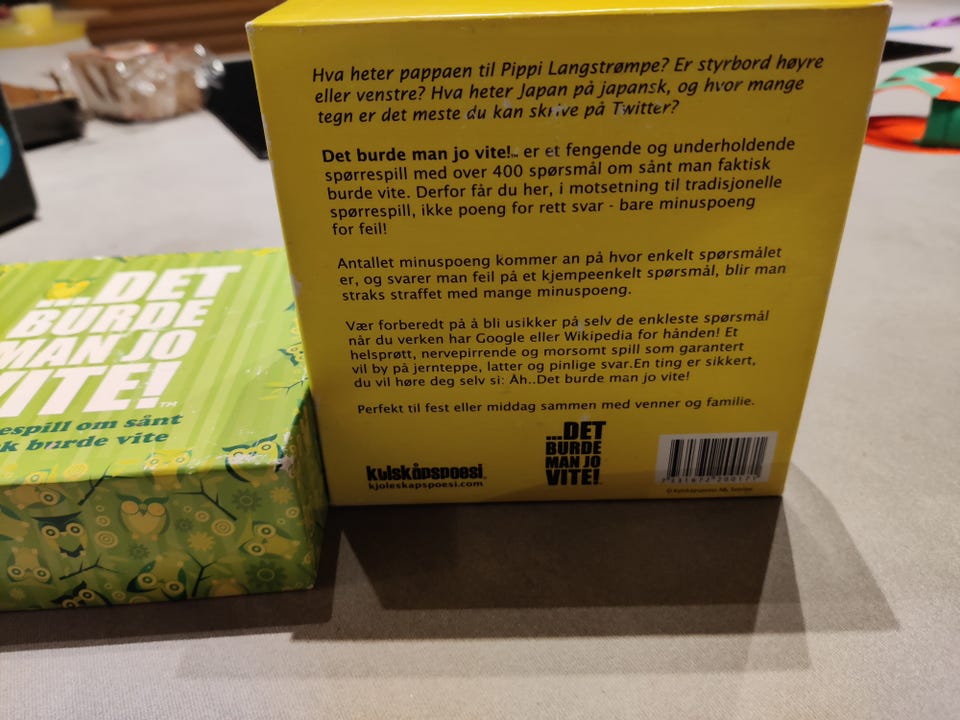 Hva heter pappaen til Pippi Langstrømpe? Er styrbord høyre
eller venstre? Hva heter Japan på japansk, og hvor mange
tegn er det meste du kan skrive på Twitter?
Det burde man jo vite!™ er et fengende og underholdende
spørrespill med over 400 spørsmål om sånt man faktisk
burde vite. Derfor får du her, i motsetning til tradisjonelle
spørrespill, ikke poeng for rett svar - bare minuspoeng
for feil!
Antallet minuspoeng kommer an på hvor enkelt spørsmålet
er, og svarer man feil på et kjempeenkelt spørsmål, blir man
straks straffet med mange minuspoeng.
Vær forberedt på å bli usikker på selv de enkleste spørsmål
når du verken har Google eller Wikipedia for hånden! Et
helsprøtt, nervepirrende og morsomt spill som garantert
vil by på jernteppe, latter og pinlige svar.En ting er sikkert,
du vil høre deg selv si: Åh..Det burde man jo vite!
Perfekt til fest eller middag sammen med venner og familie.
kylskåpspoesi
kjoleskapspoesi.com
...DET
BURDE
MAN JO
VITE!™
© Kylskåpspoesi AB, Sverige
...DET
BURDE
MAN JO
VITE!™
espill om sånt
k burde vite